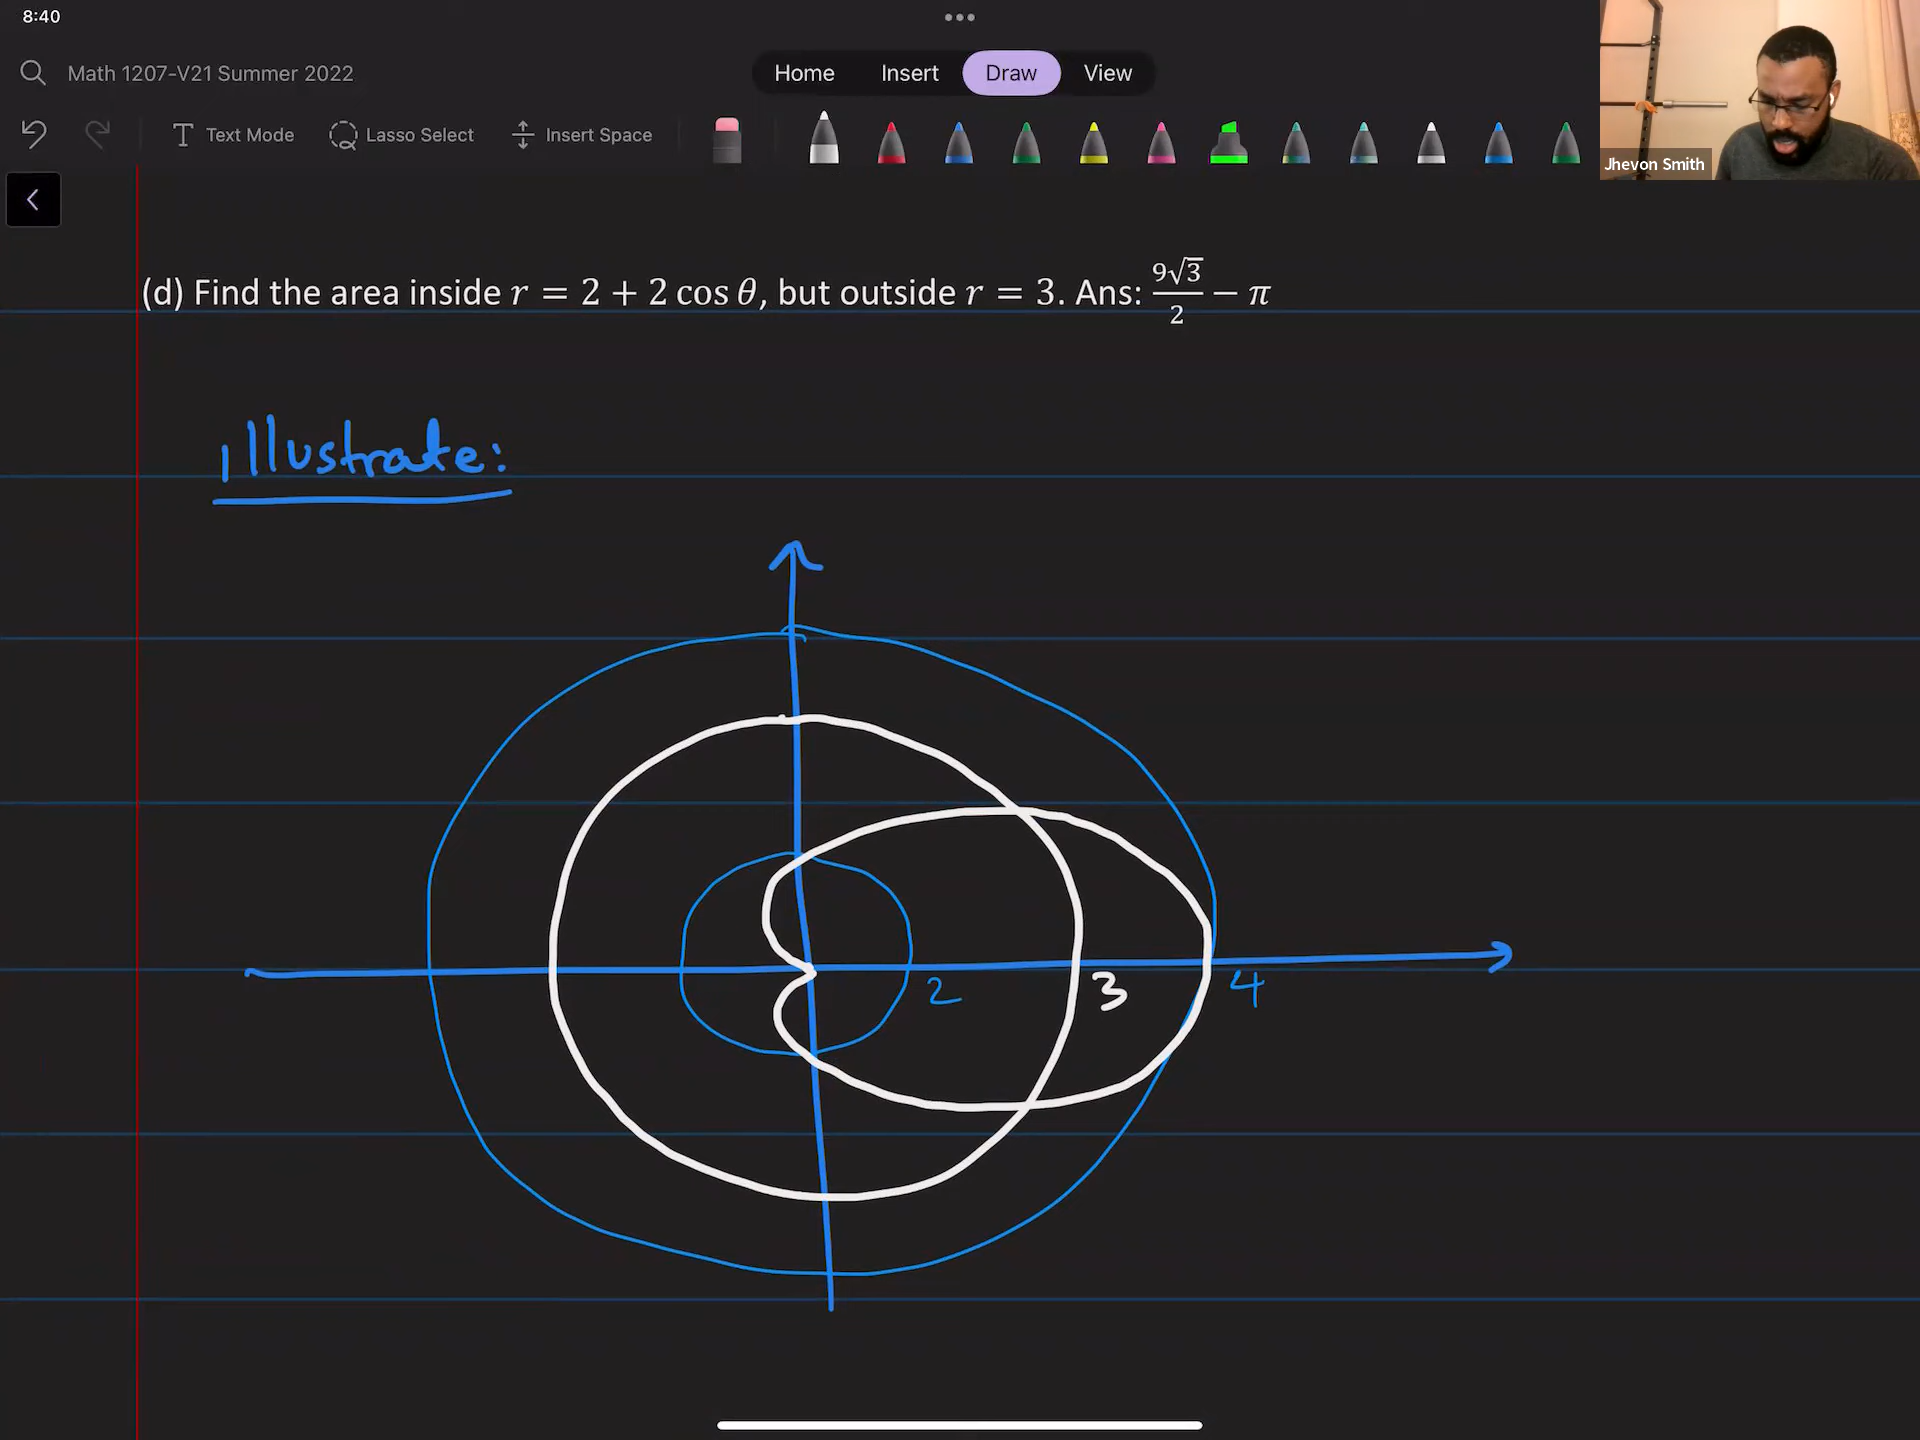 8:40
Math 1207-V21 Summer 2022
Home Insert Draw View
Text Mode Lasso Select Insert Space
Jhevon Smith
(d) Find the area inside r = 2 + 2 cos θ, but outside r = 3. Ans: 9√3/2 − π
Illustrate:
2 3 4